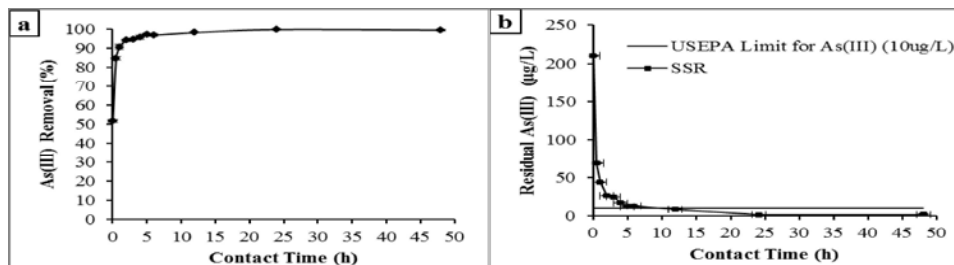 a
As(III) Removal (%)
100
90
80
70
60
50
40
30
20
10
0
0 5 10 15 20 25 30 35 40 45 50
Contact Time (h)
b
Residual As(III) (µg/L)
250
200
150
100
50
0
USEPA Limit for As(III) (10ug/L)
SSR
0 5 10 15 20 25 30 35 40 45 50
Contact Time (h)